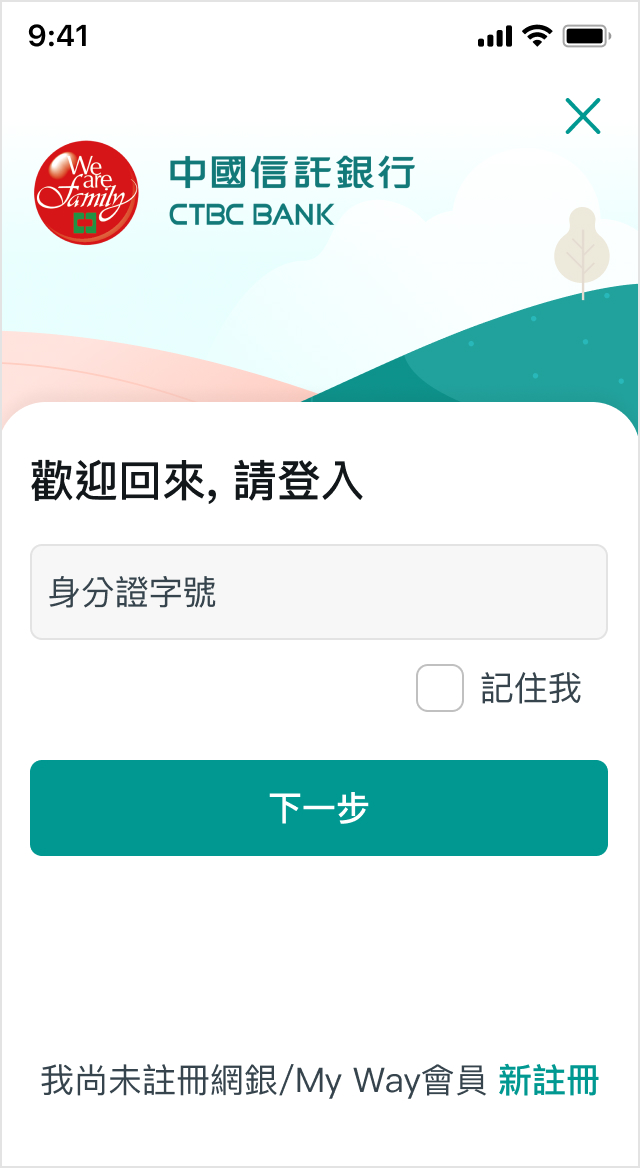 9:41
We
are
Family
中國信託銀行
CTBC BANK
歡迎回來, 請登入
身分證字號
記住我
下一步
我尚未註冊網銀/My Way會員 新註冊